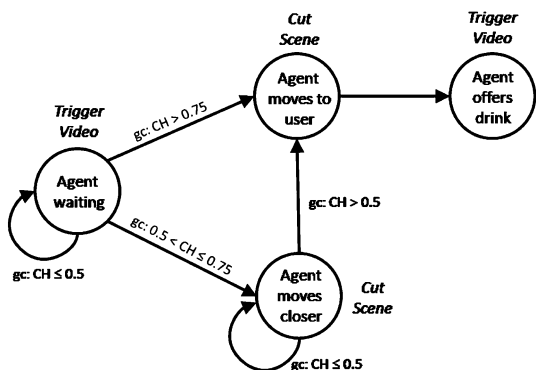 Cut
Scene
Trigger
Video
Agent
moves to
user
Agent
offers
drink
Trigger
Video
gc: CH > 0.75
Agent
waiting
gc: CH > 0.5
gc: 0.5 < CH ≤ 0.75
gc: CH ≤ 0.5
Agent
moves
closer
Cut
Scene
gc: CH ≤ 0.5